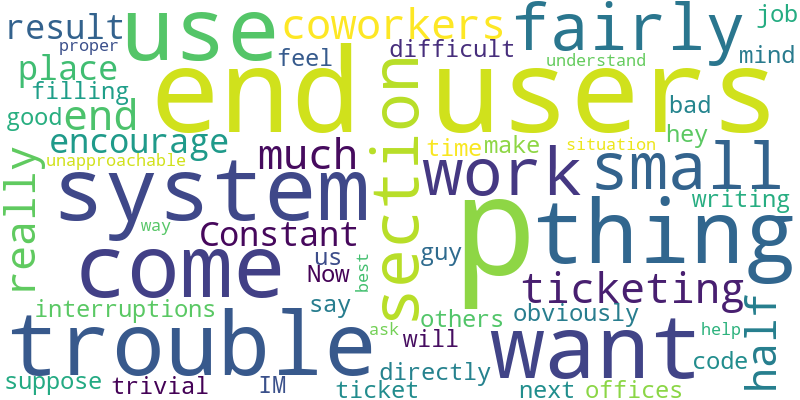 result
use
coworkers
fairly
job
proper
feel
difficult
understand
mind
place
end users
section
filling
bad
good
end
encourage
much
time
make
hey
situation
unapproachable
work
small
really
system
writing
way
Constant
p
thing
come
us
guy
Now
best
ticketing
interruptions
say
others
obviously
half
trouble
ask
will
want
help
code
suppose
trivial
IM
directly
ticket
next
offices